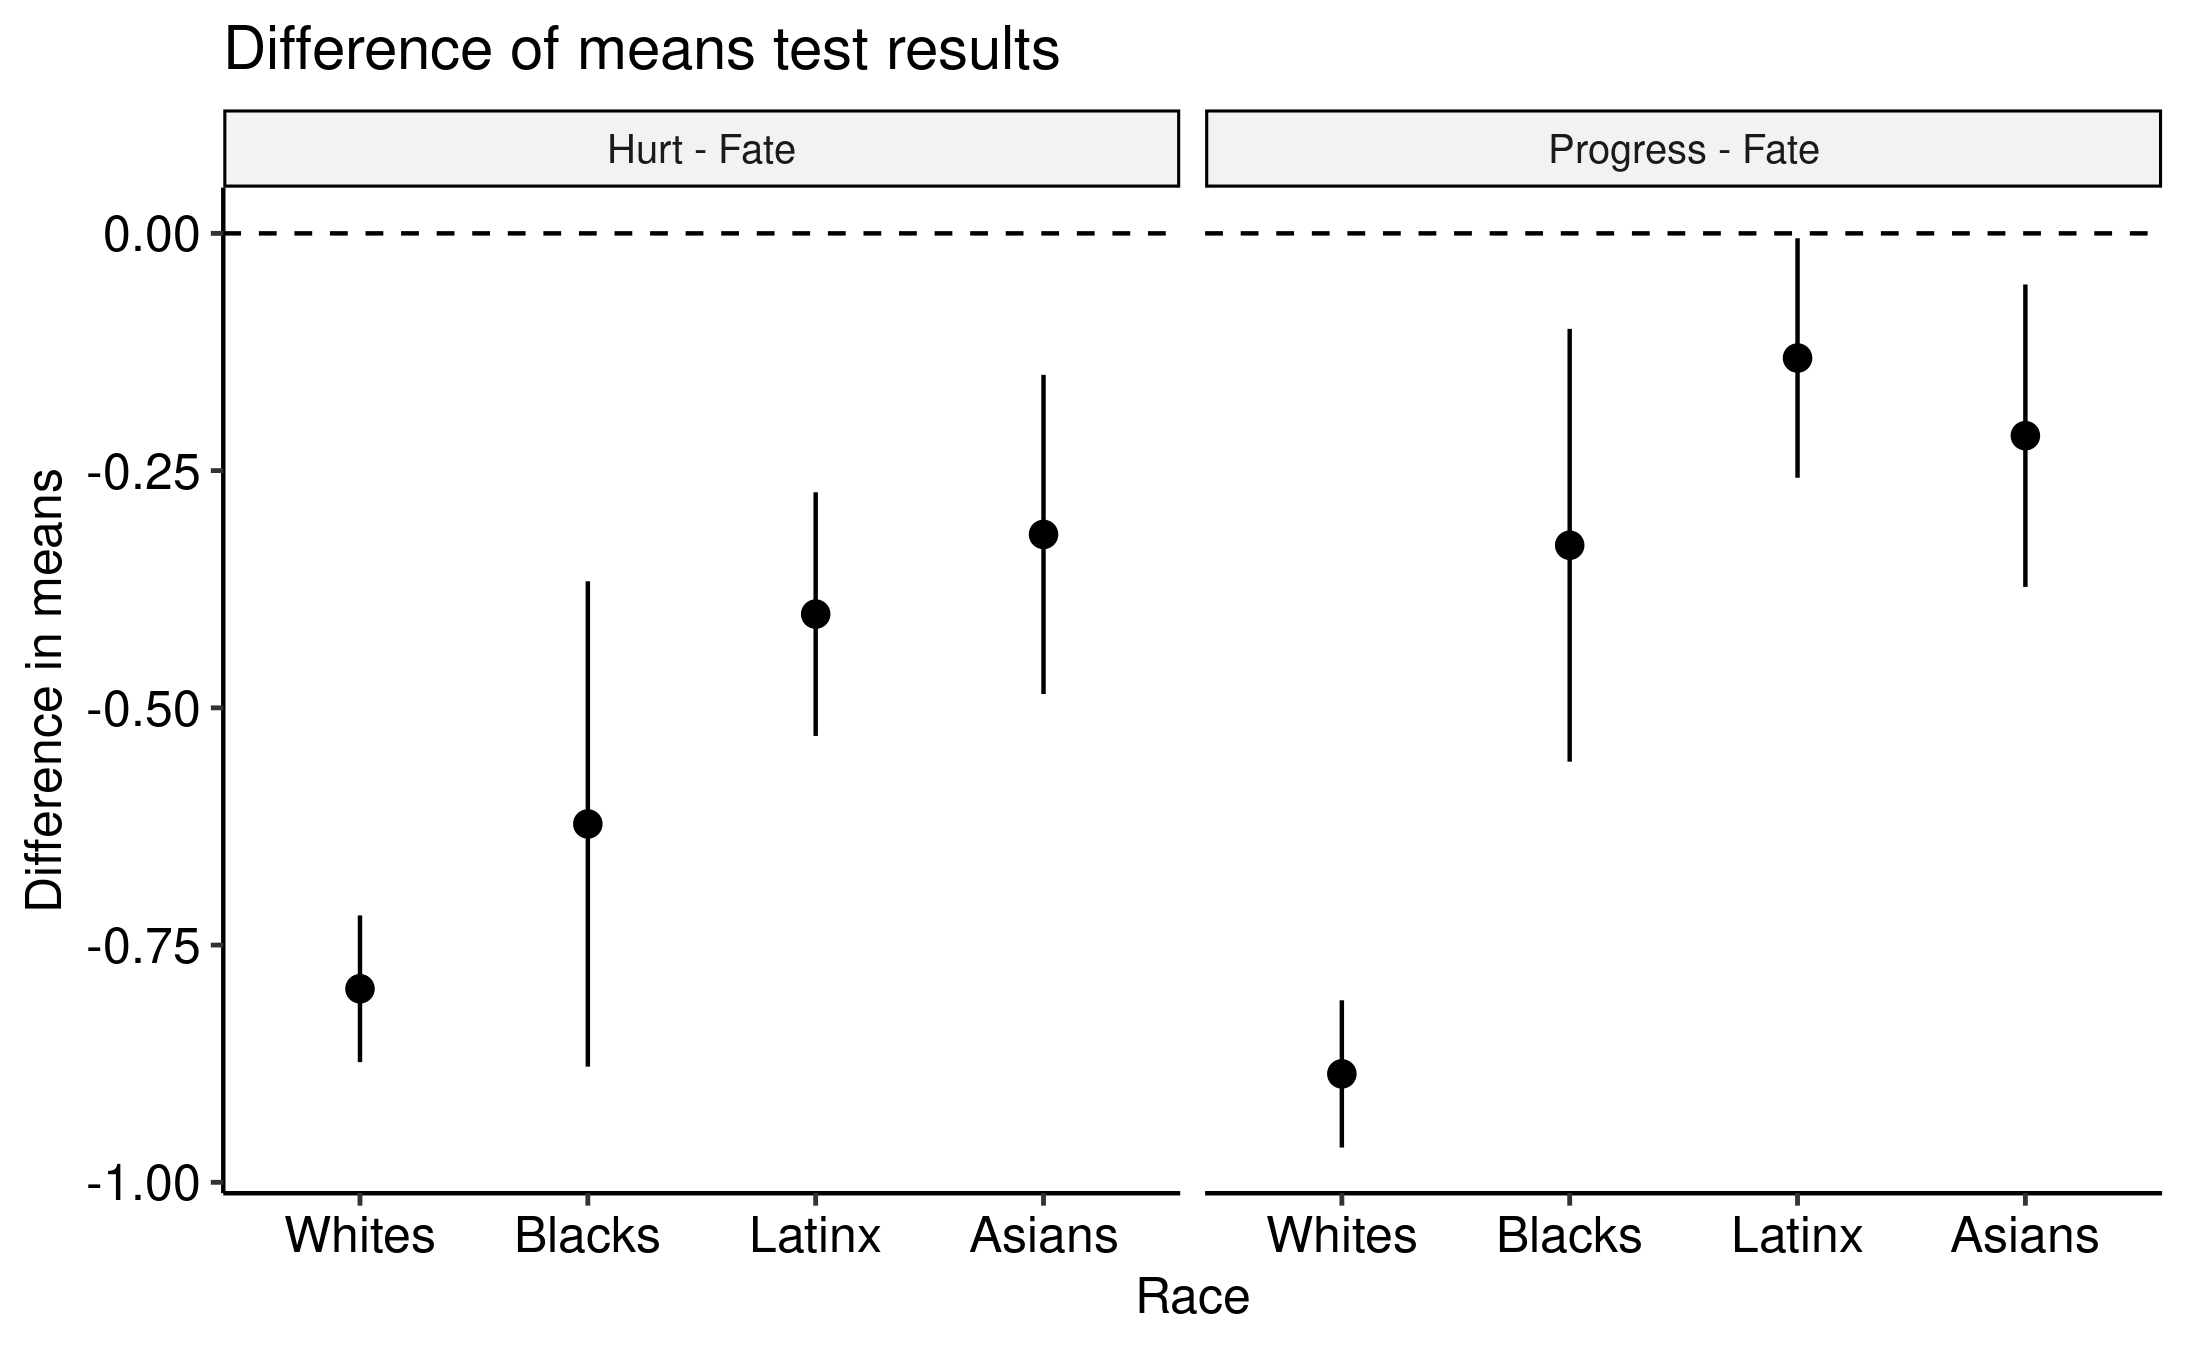 Difference of means test results
Hurt - Fate
Progress - Fate
Difference in means
0.00
-0.25
-0.50
-0.75
-1.00
Whites Blacks Latinx Asians
Whites Blacks Latinx Asians
Race